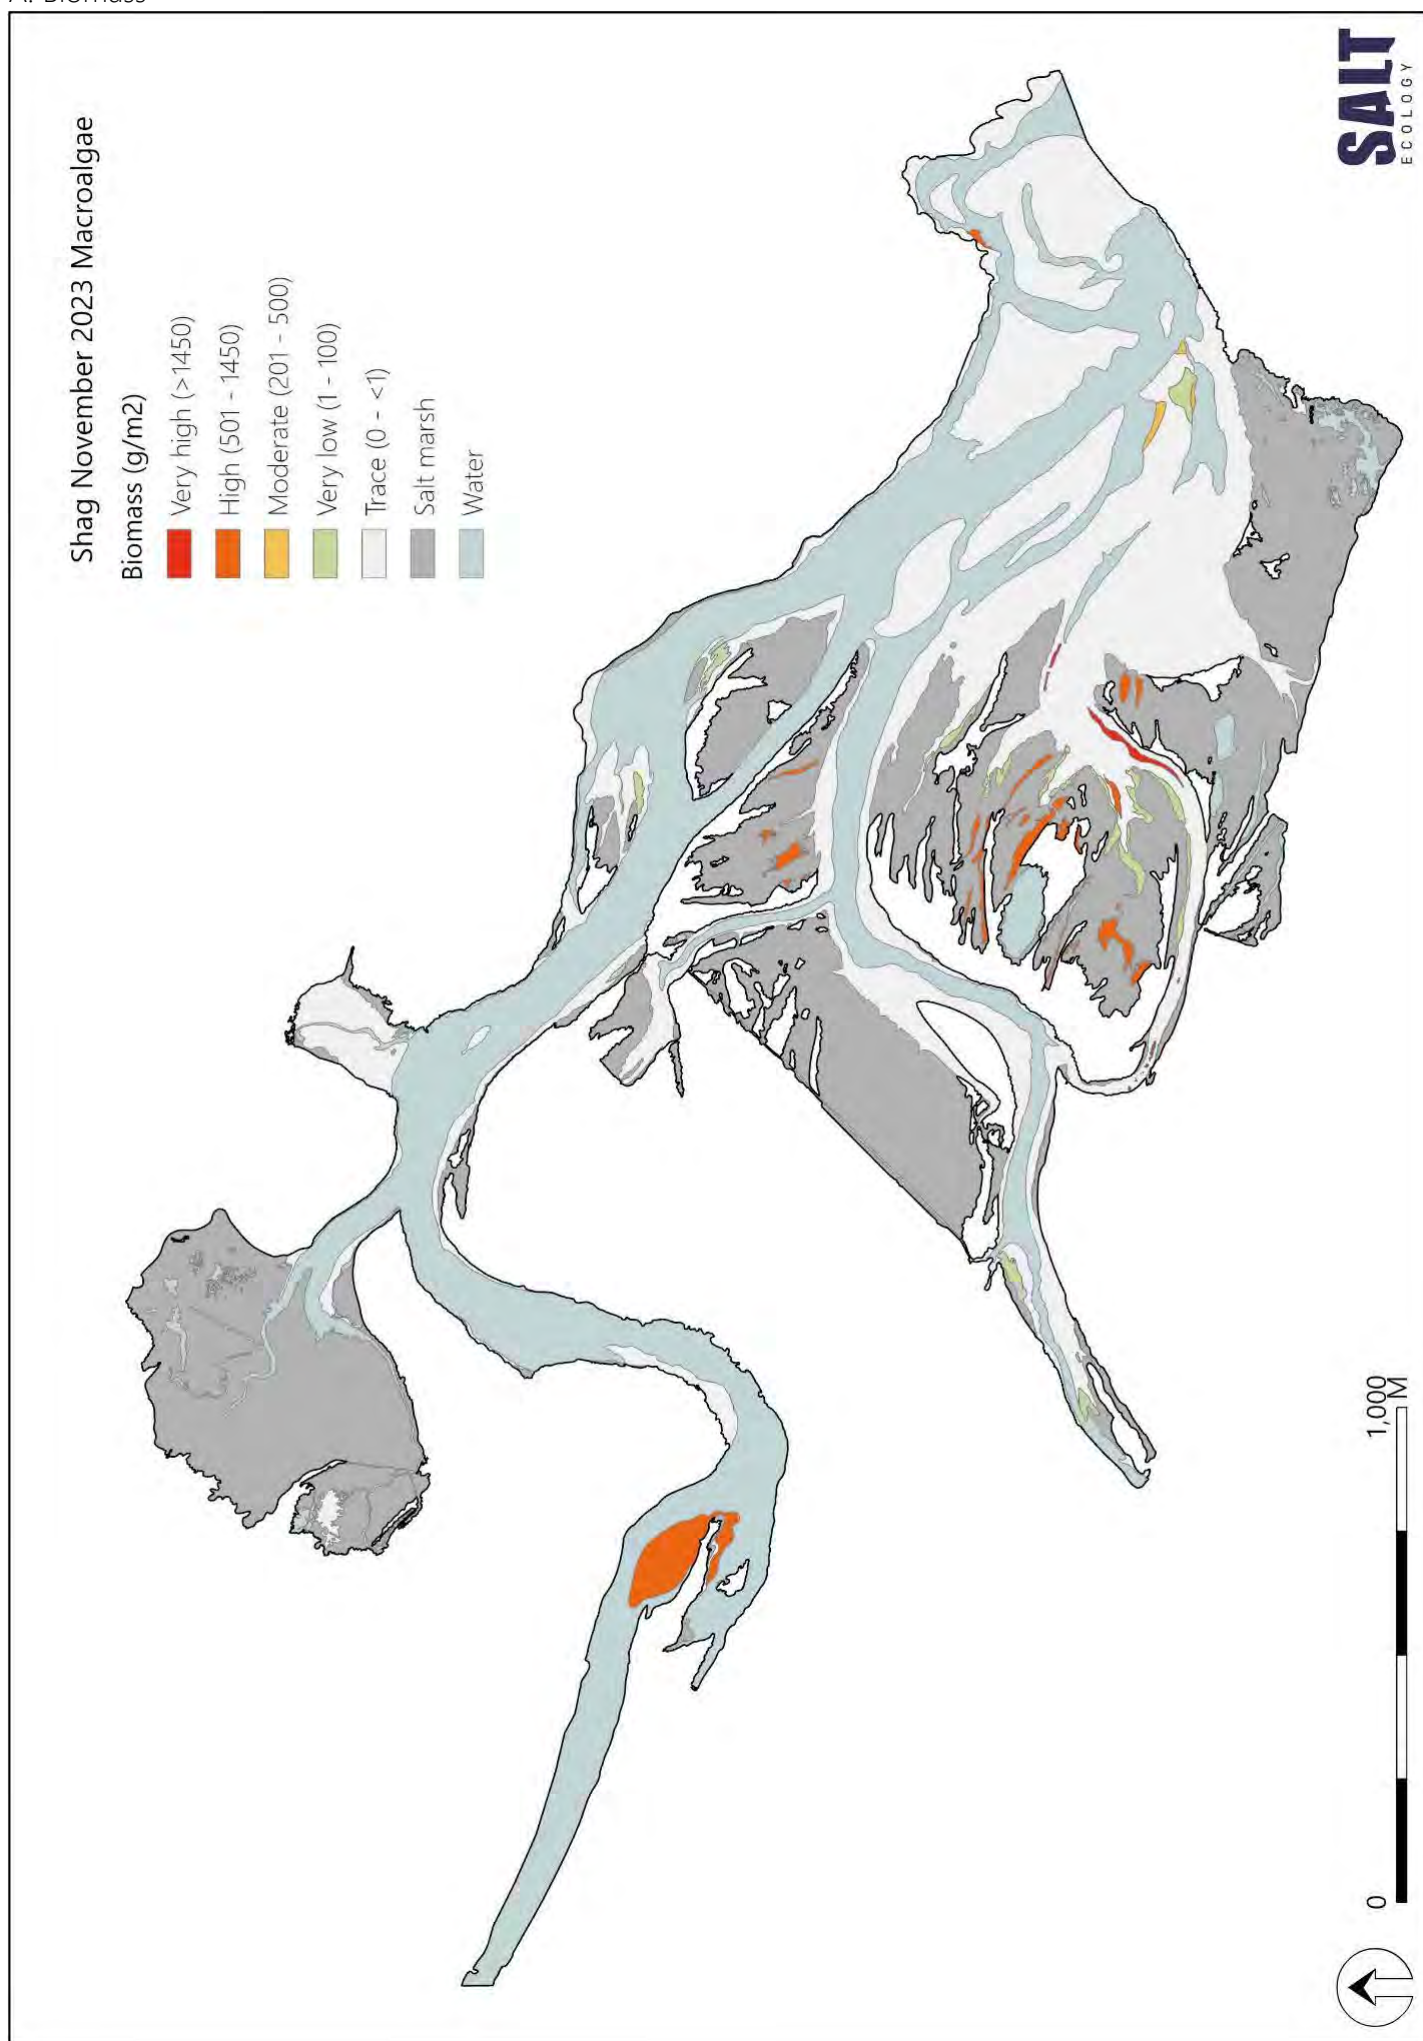 A: Biomass
Shag November 2023 Macroalgae
Biomass (g/m2)
Very high (>1450)
High (501 - 1450)
Moderate (201 - 500)
Very low (1 - 100)
Trace (0 - <1)
Salt marsh
Water
SALT
ECOLOGY
0
1,000
M